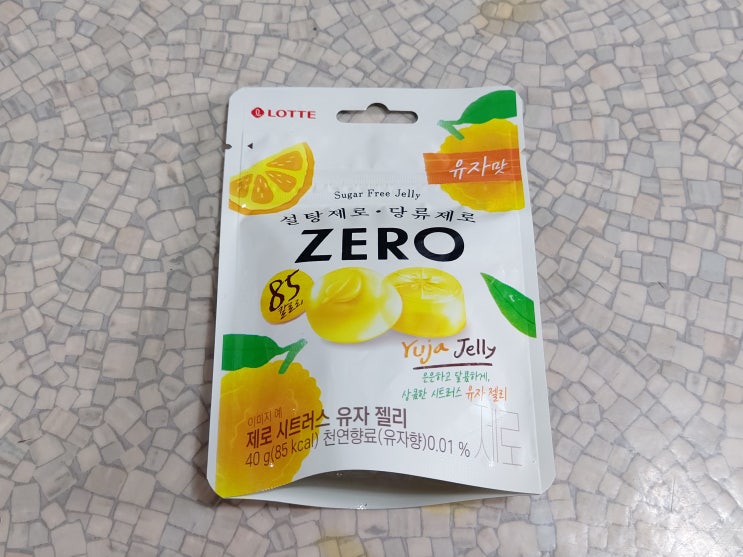 LOTTE
유자맛
Sugar Free Jelly
설탕제로·당류제로
ZERO
85
칼로리
Yuja Jelly
은은하고 달콤하게,
상큼한 시트러스 유자 젤리
이미지 예
제로 시트러스 유자 젤리
40 g(85 kcal) 천연향료(유자향)0.01 %
제로